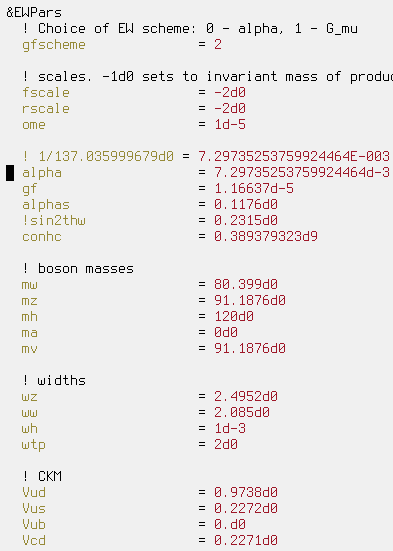 &EWPars
! Choice of EW scheme: 0 - alpha, 1 - G_mu
gfscheme = 2
! scales. -1d0 sets to invariant mass of produc
fscale = -2d0
rscale = -2d0
ome = 1d-5
! 1/137.035999679d0 = 7.29735253759924464E-003
alpha = 7.29735253759924464d-3
gf = 1.16637d-5
alphas = 0.1176d0
!sin2thw = 0.2315d0
conhc = 0.389379323d9
! boson masses
mw = 80.399d0
mz = 91.1876d0
mh = 120d0
ma = 0d0
mv = 91.1876d0
! widths
wz = 2.4952d0
ww = 2.085d0
wh = 1d-3
wtp = 2d0
! CKM
Vud = 0.9738d0
Vus = 0.2272d0
Vub = 0.d0
Vcd = 0.2271d0